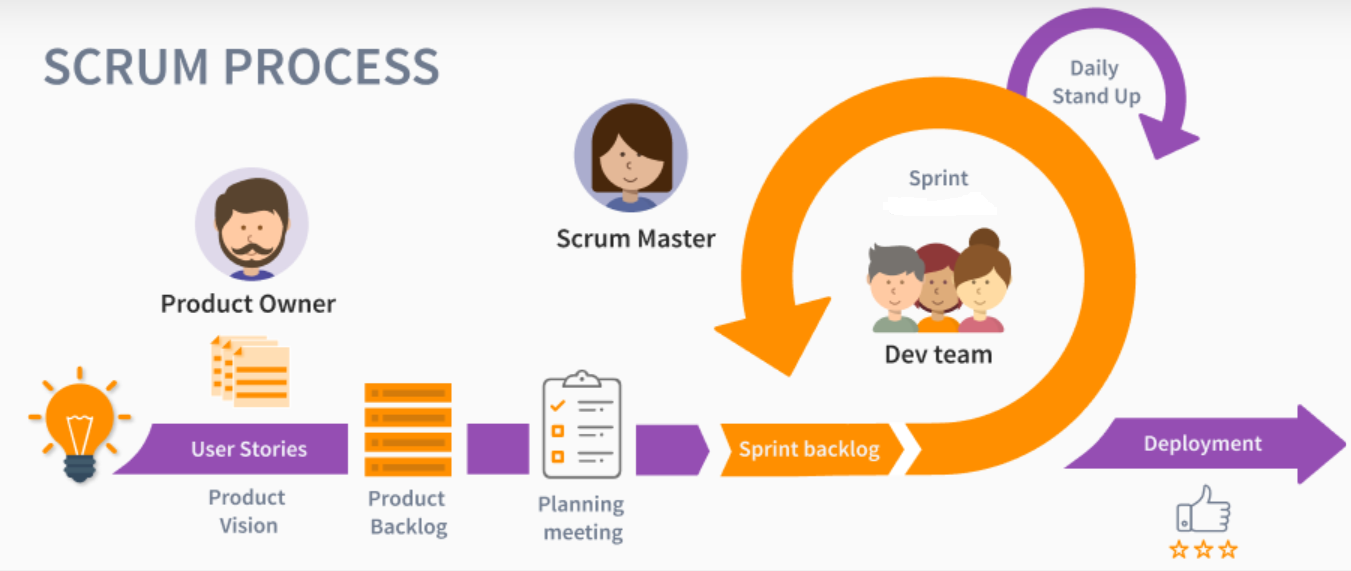 SCRUM PROCESS
Daily
Stand Up
Sprint
Scrum Master
Product Owner
Dev team
User Stories
Sprint backlog
Deployment
Product
Vision
Product
Backlog
Planning
meeting